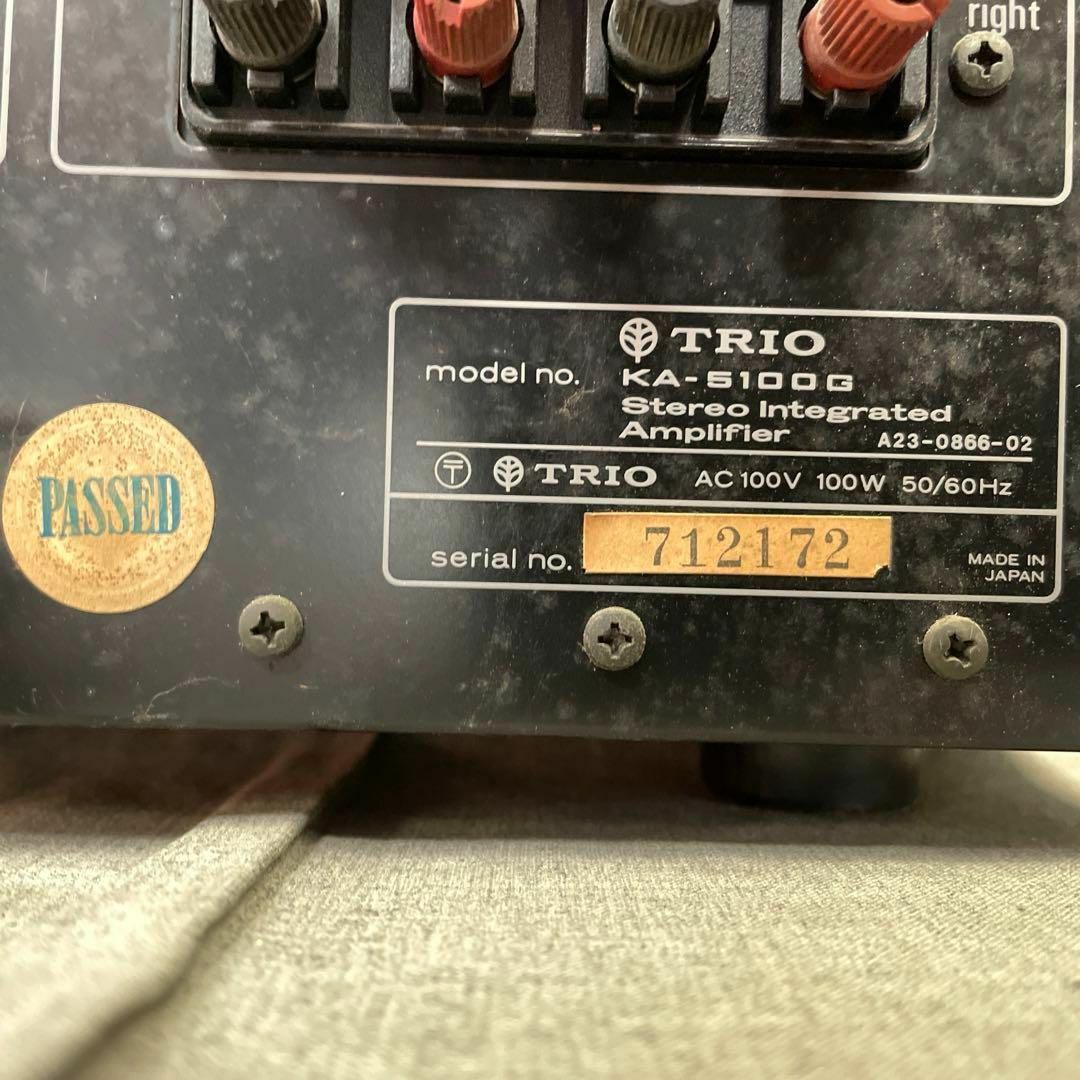 right
TRIO
model no. KA-5100G
Stereo Integrated
Amplifier A23-0866-02
〒 TRIO AC 100V 100W 50/60Hz
serial no. 712172
MADE IN
JAPAN
PASSED